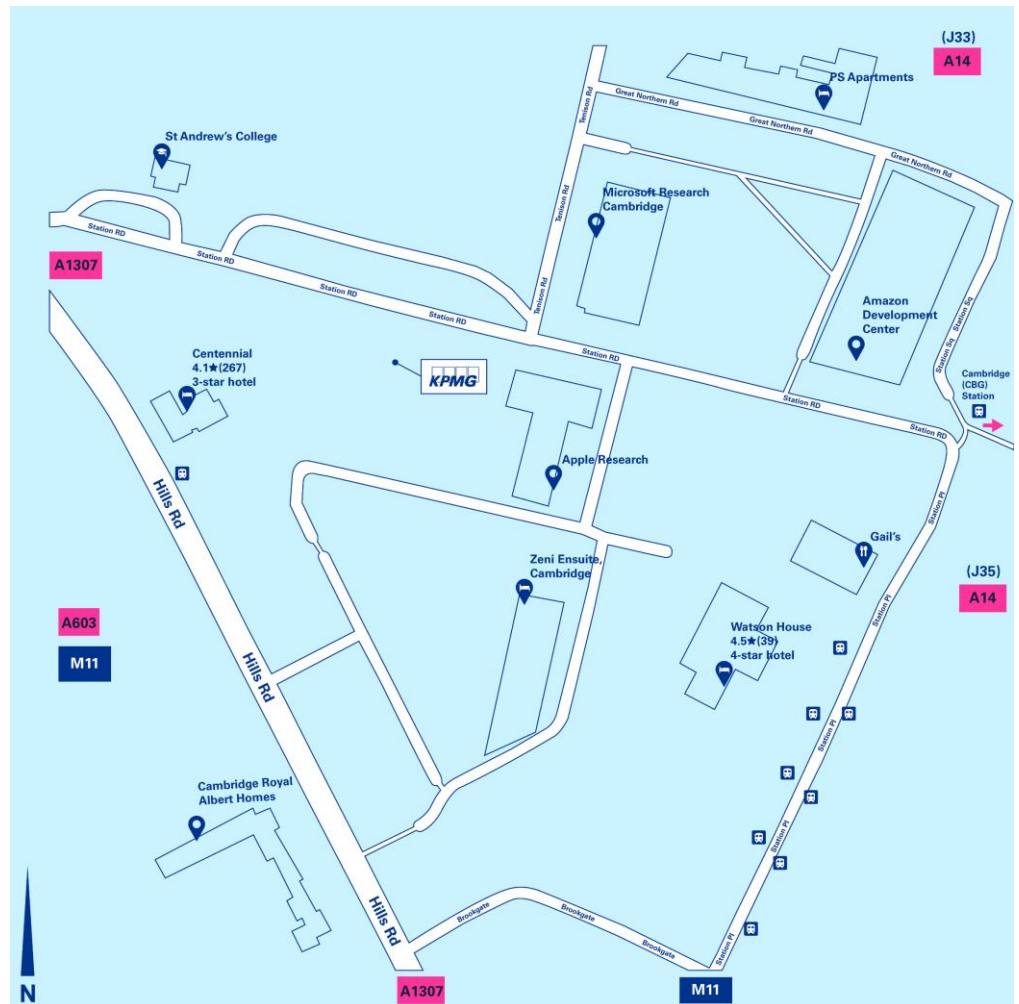 (J33)
A14
PS Apartments
Great Northern Rd
Great Northern Rd
Great Northern Rd
Tenison Rd
Tenison Rd
Tenison Rd
St Andrew's College
Microsoft Research
Cambridge
Station RD
Station RD
Station RD
Station RD
Station RD
Station RD
Station RD
Station RD
A1307
Amazon
Development
Center
Station Sq
Station Sq
Cambridge
(CBG)
Station
Centennial
4.1★(267)
3-star hotel
KPMG
Apple Research
Hills Rd
Gail's
Zeni Ensuite,
Cambridge
(J35)
A14
Station Pl
Station Pl
Station Pl
Station Pl
Station Pl
A603
M11
Watson House
4.5★(39)
4-star hotel
Hills Rd
Cambridge Royal
Albert Homes
Hills Rd
Brookgate
Brookgate
Brookgate
N
A1307
M11